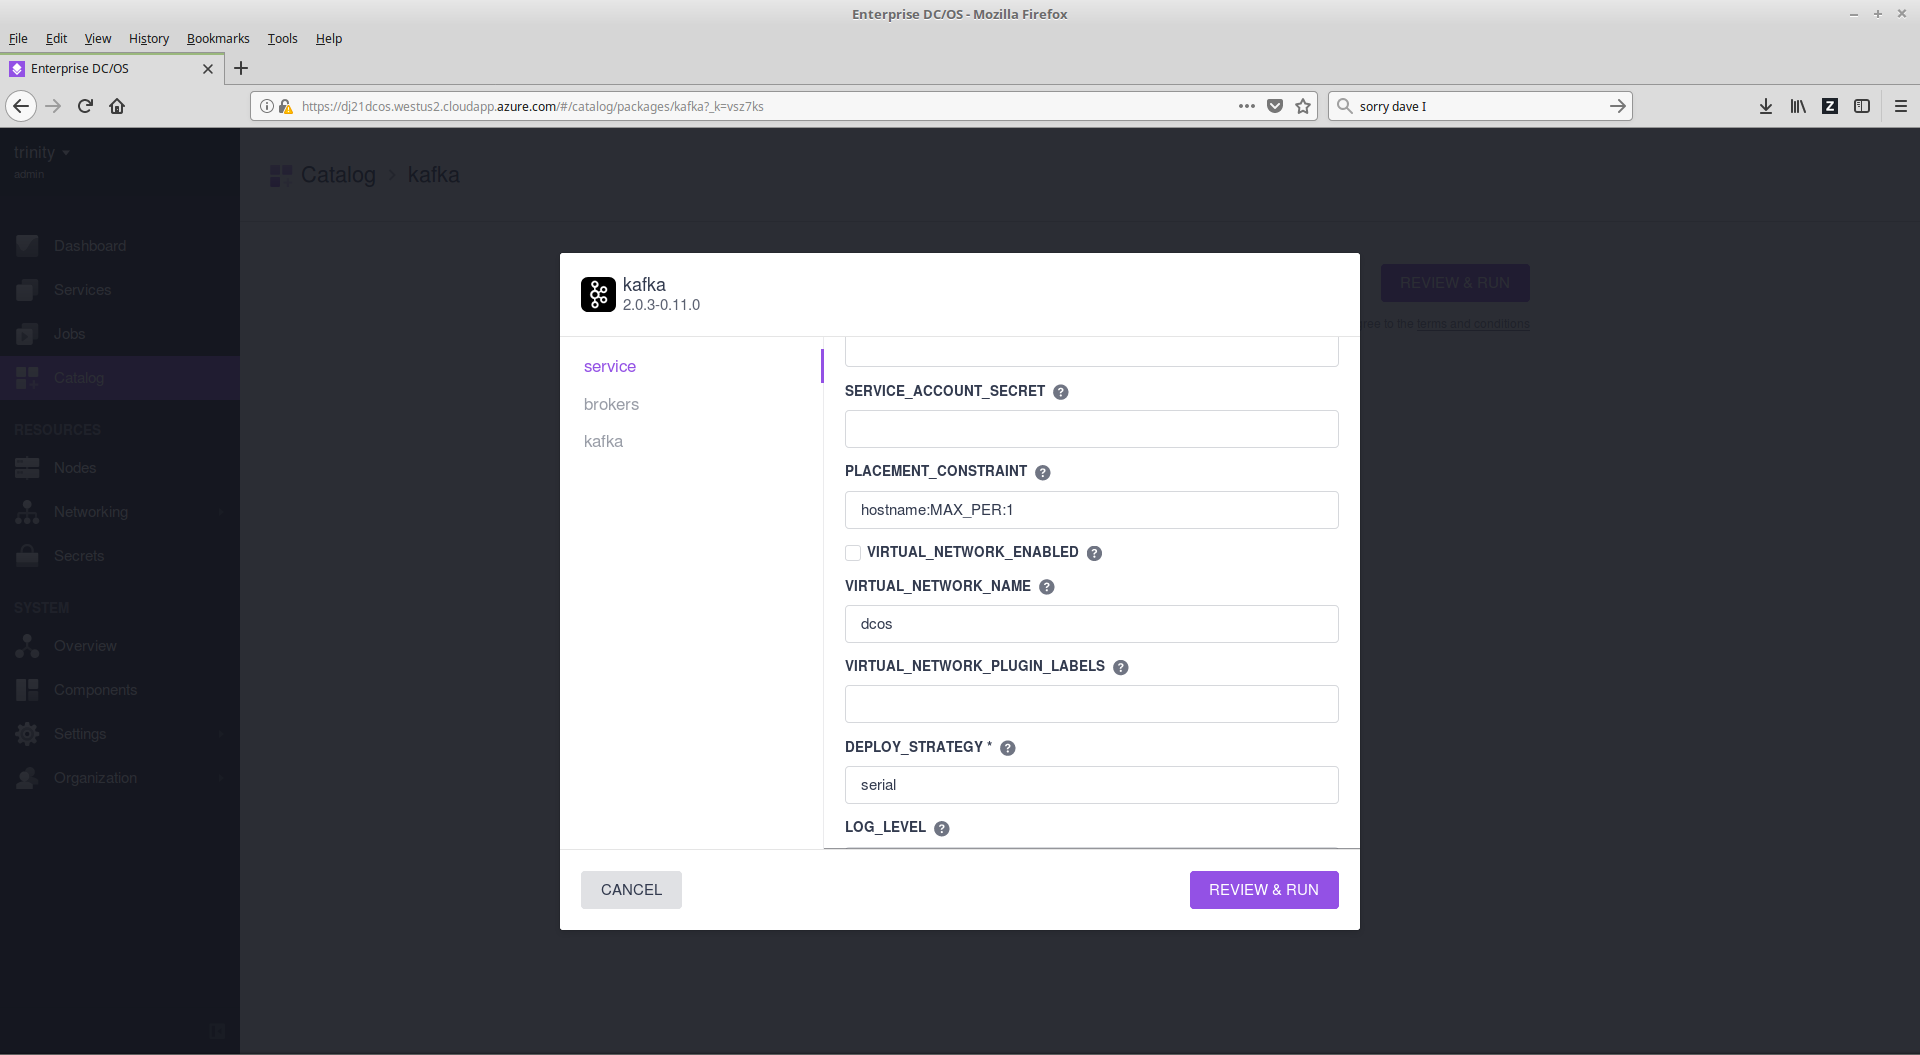 Enterprise DC/OS - Mozilla Firefox
File Edit View History Bookmarks Tools Help
Enterprise DC/OS
https://dj21dcos.westus2.cloudapp.azure.com/#/catalog/packages/kafka?_k=vsz7ks
sorry dave I
Z
trinity
admin
Catalog > kafka
Dashboard
Services
Jobs
Catalog
RESOURCES
Nodes
Networking
Secrets
SYSTEM
Overview
Components
Settings
Organization
REVIEW & RUN
ree to the terms and conditions
kafka
2.0.3-0.11.0
service
brokers
kafka
SERVICE_ACCOUNT_SECRET ?
PLACEMENT_CONSTRAINT ?
hostname:MAX_PER:1
VIRTUAL_NETWORK_ENABLED ?
VIRTUAL_NETWORK_NAME ?
dcos
VIRTUAL_NETWORK_PLUGIN_LABELS ?
DEPLOY_STRATEGY * ?
serial
LOG_LEVEL ?
CANCEL
REVIEW & RUN